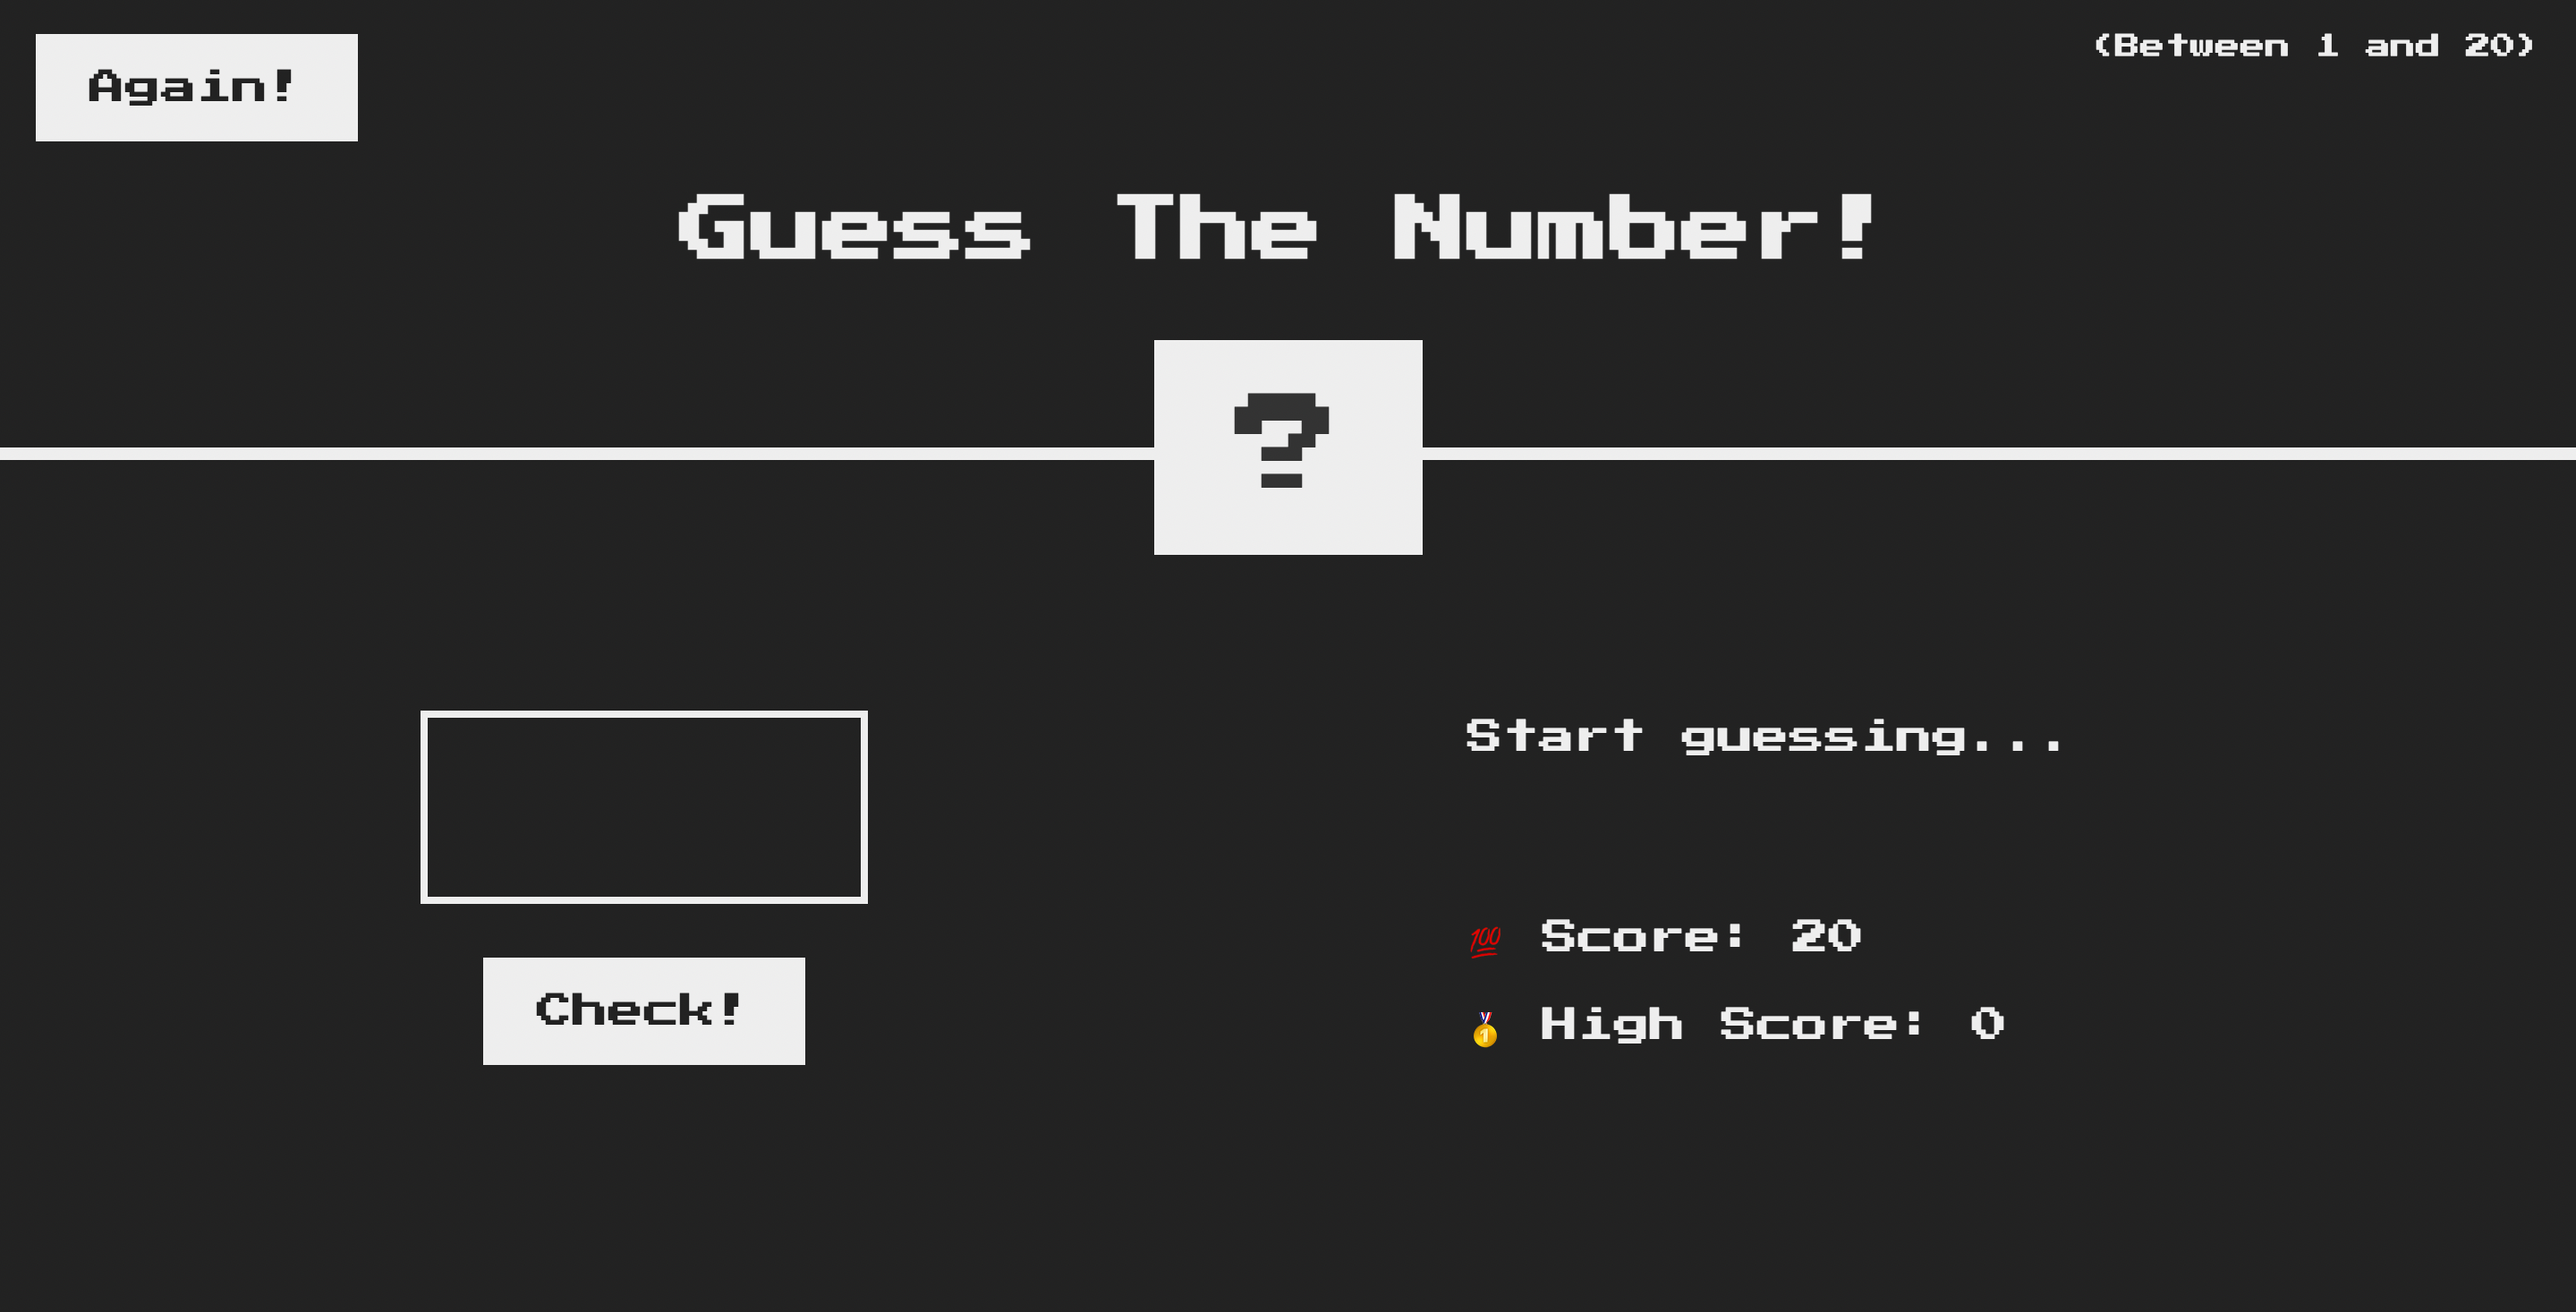 Again!
(Between 1 and 20)
Guess The Number!
?
Start guessing...
💯 Score: 20
🥇 High Score: 0
Check!